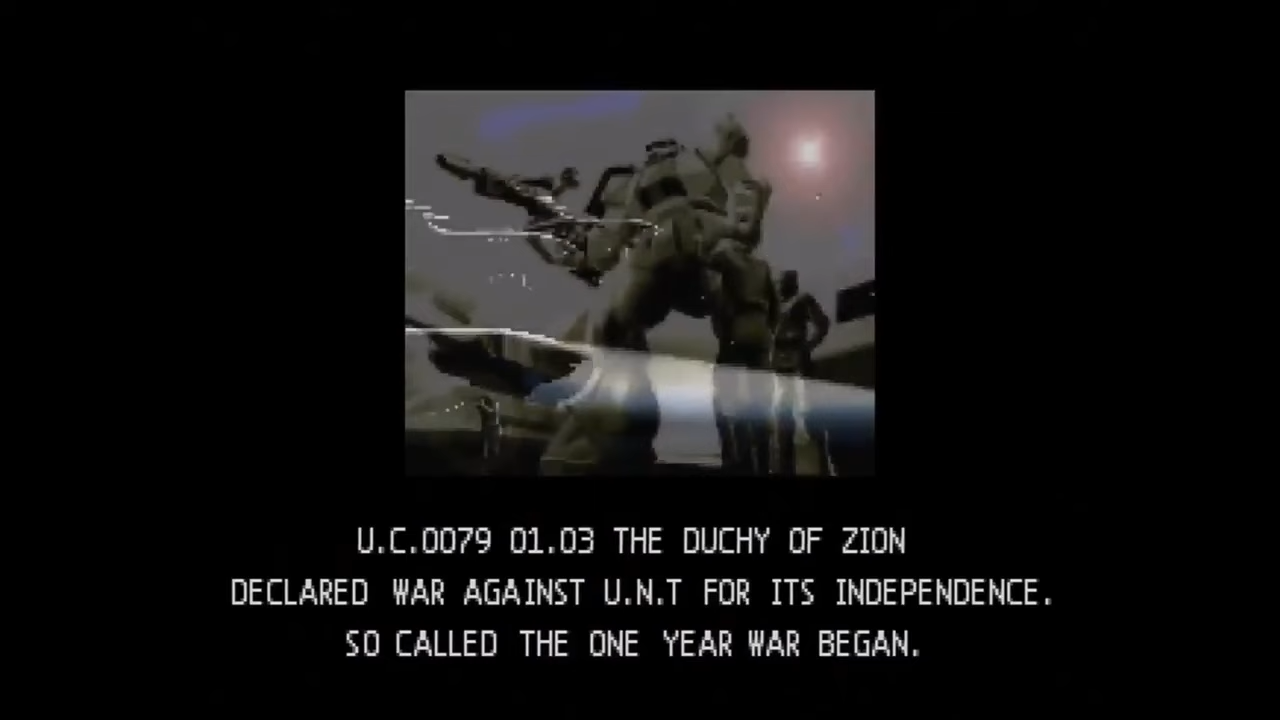 U.C.0079 01.03 THE DUCHY OF ZION
DECLARED WAR AGAINST U.N.T FOR ITS INDEPENDENCE.
SO CALLED THE ONE YEAR WAR BEGAN.